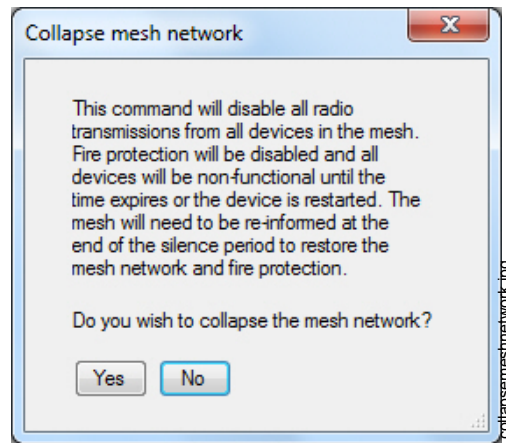 Collapse mesh network
This command will disable all radio
transmissions from all devices in the mesh.
Fire protection will be disabled and all
devices will be non-functional until the
time expires or the device is restarted. The
mesh will need to be re-informed at the
end of the silence period to restore the
mesh network and fire protection.
Do you wish to collapse the mesh network?
Yes
No